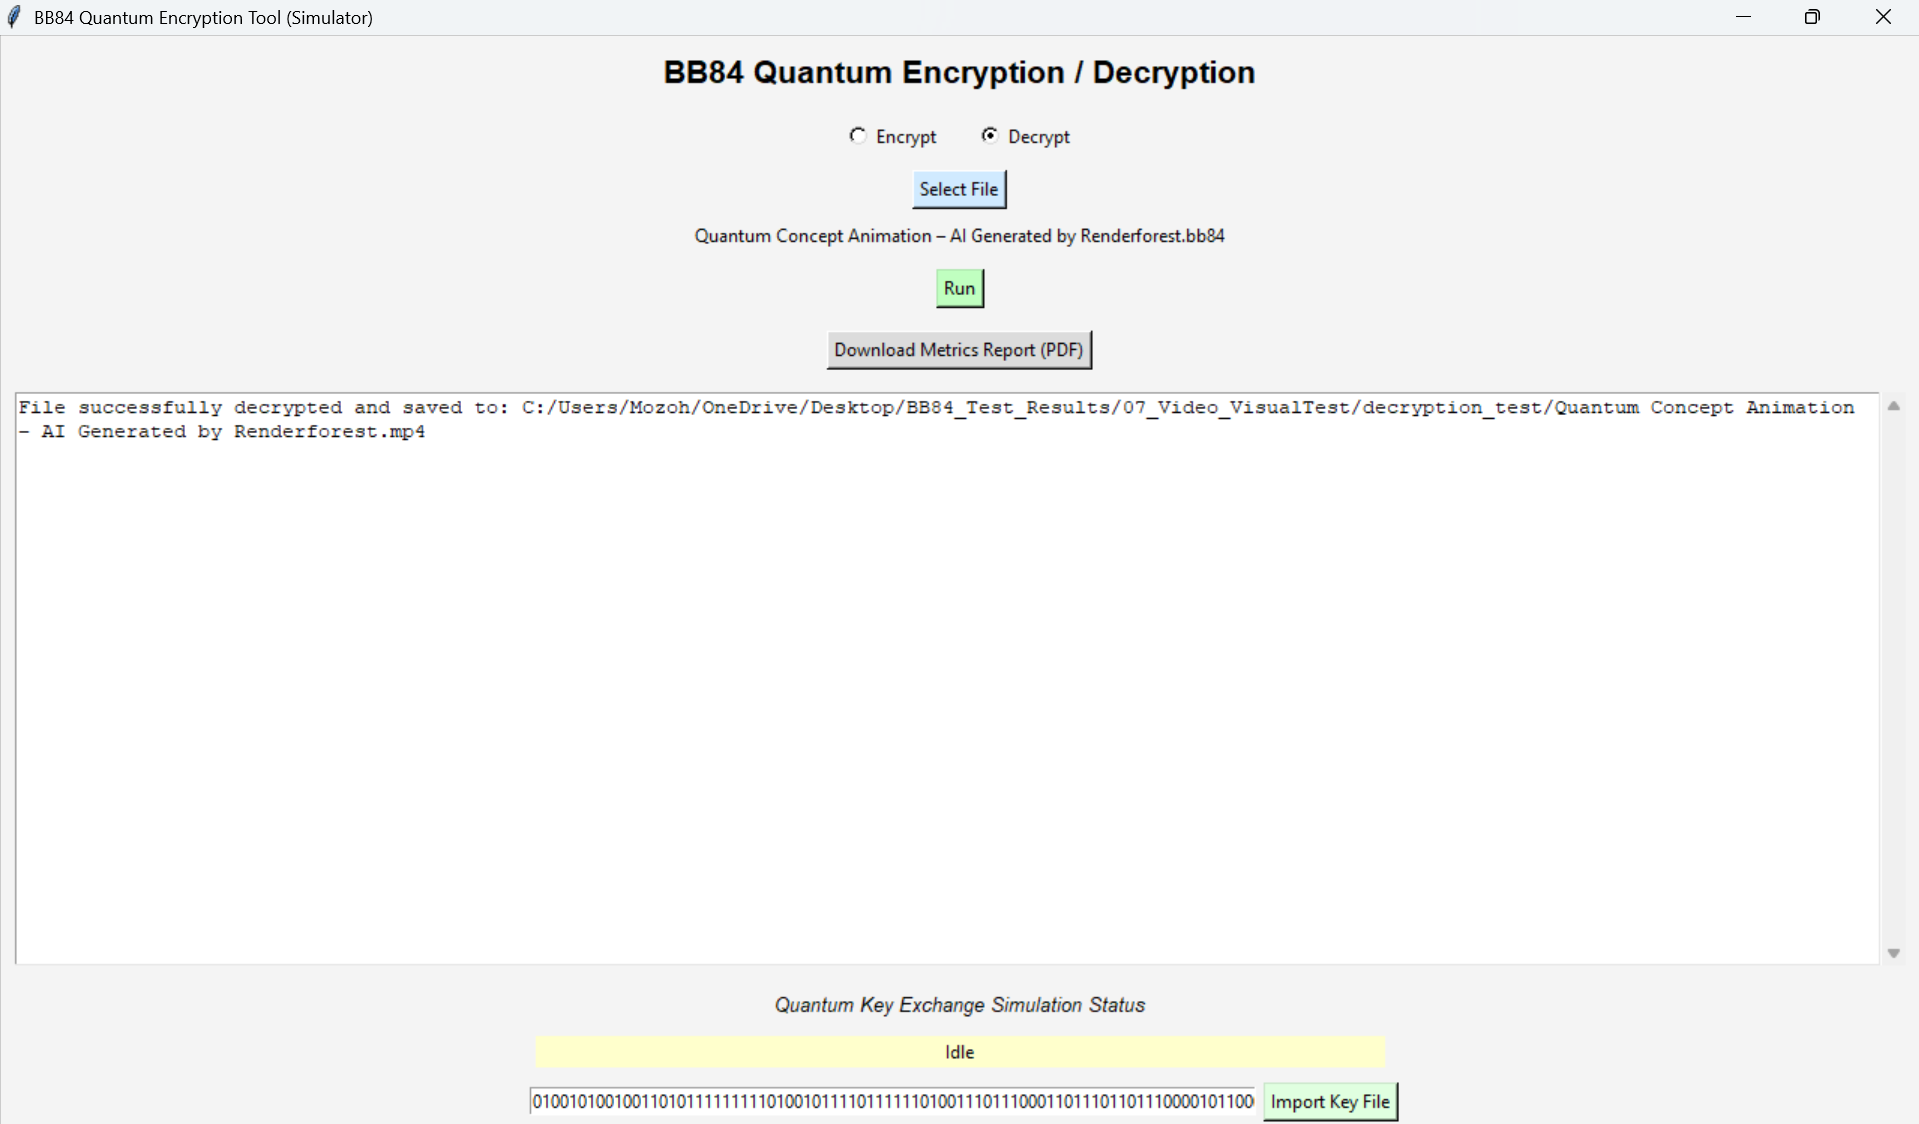 BB84 Quantum Encryption Tool (Simulator)
BB84 Quantum Encryption / Decryption
Encrypt Decrypt
Select File
Quantum Concept Animation – AI Generated by Renderforest.bb84
Run
Download Metrics Report (PDF)
File successfully decrypted and saved to: C:/Users/Mozoh/OneDrive/Desktop/BB84_Test_Results/07_Video_VisualTest/decryption_test/Quantum Concept Animation
– AI Generated by Renderforest.mp4
Quantum Key Exchange Simulation Status
Idle
Import Key File